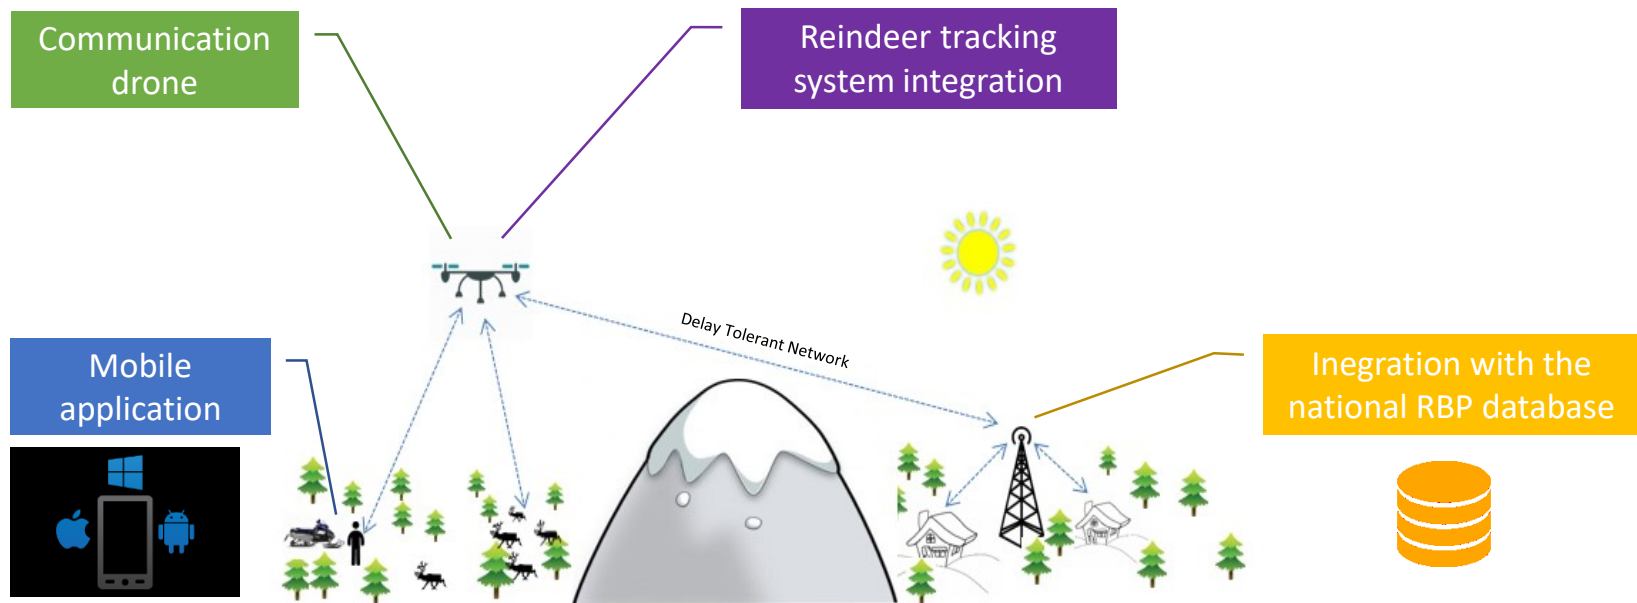 Communication
drone
Reindeer tracking
system integration
Delay Tolerant Network
Mobile
application
Inegration with the
national RBP database